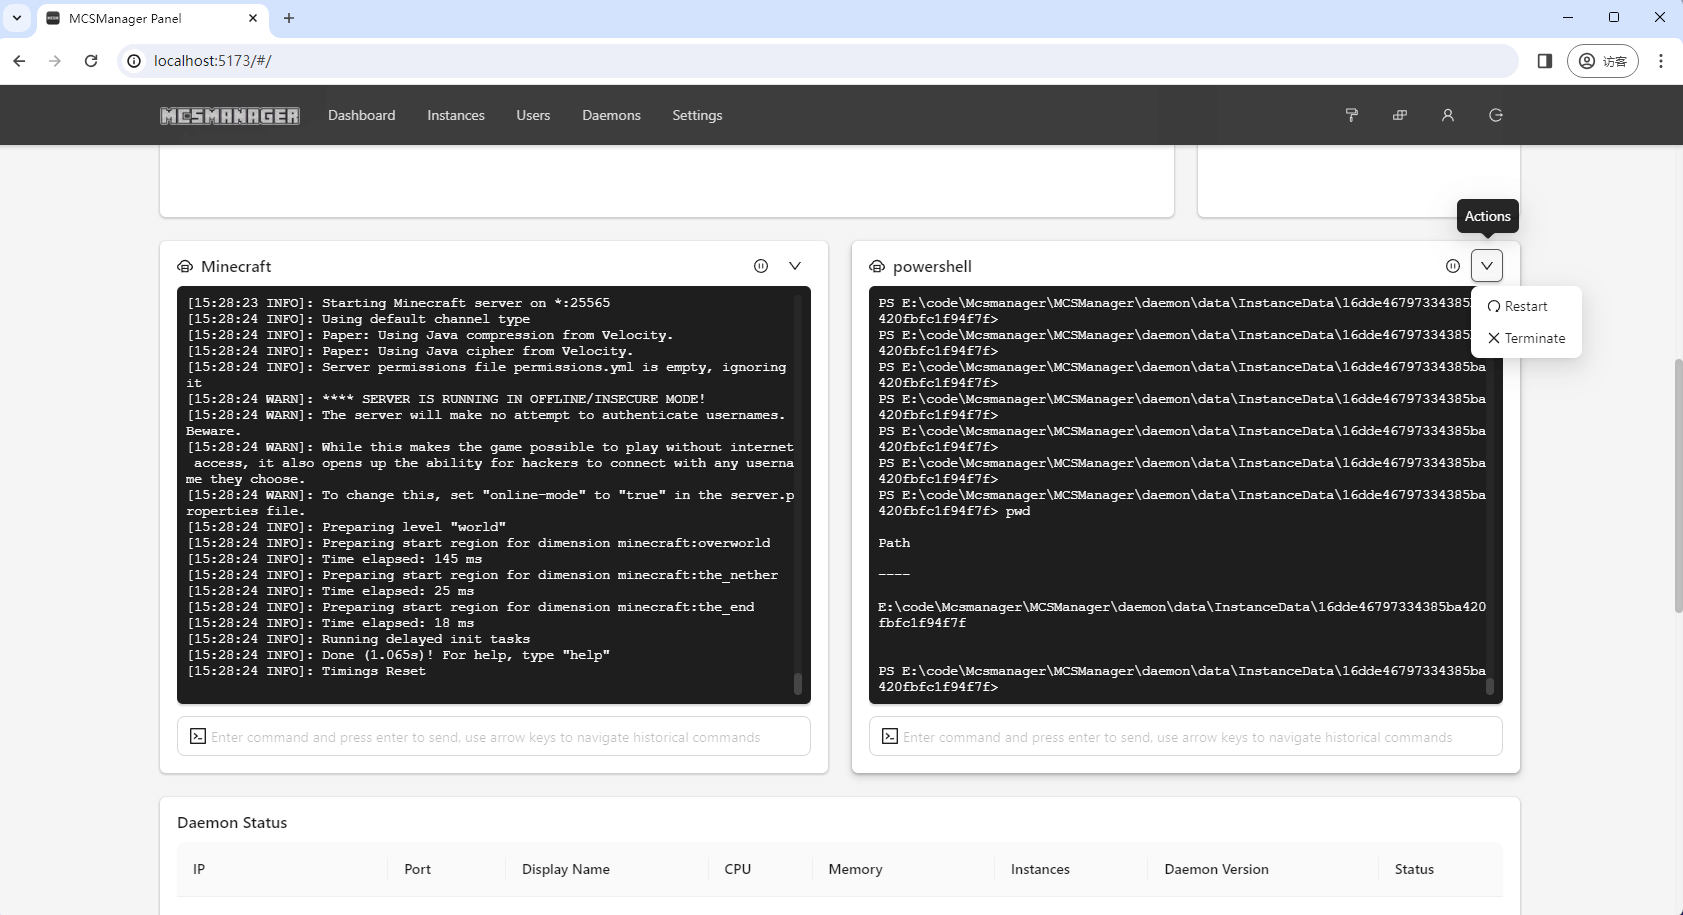 MCSManager Panel
localhost:5173/#/
访客
MCSMANAGER
Dashboard
Instances
Users
Daemons
Settings
Actions
Minecraft
[15:28:23 INFO]: Starting Minecraft server on *:25565
[15:28:24 INFO]: Using default channel type
[15:28:24 INFO]: Paper: Using Java compression from Velocity.
[15:28:24 INFO]: Paper: Using Java cipher from Velocity.
[15:28:24 INFO]: Server permissions file permissions.yml is empty, ignoring
it
[15:28:24 WARN]: **** SERVER IS RUNNING IN OFFLINE/INSECURE MODE!
[15:28:24 WARN]: The server will make no attempt to authenticate usernames.
Beware.
[15:28:24 WARN]: While this makes the game possible to play without internet
access, it also opens up the ability for hackers to connect with any userna
me they choose.
[15:28:24 WARN]: To change this, set "online-mode" to "true" in the server.p
roperties file.
[15:28:24 INFO]: Preparing level "world"
[15:28:24 INFO]: Preparing start region for dimension minecraft:overworld
[15:28:24 INFO]: Time elapsed: 145 ms
[15:28:24 INFO]: Preparing start region for dimension minecraft:the_nether
[15:28:24 INFO]: Time elapsed: 25 ms
[15:28:24 INFO]: Preparing start region for dimension minecraft:the_end
[15:28:24 INFO]: Time elapsed: 18 ms
[15:28:24 INFO]: Running delayed init tasks
[15:28:24 INFO]: Done (1.065s)! For help, type "help"
[15:28:24 INFO]: Timings Reset
Enter command and press enter to send, use arrow keys to navigate historical commands
powershell
Restart
Terminate
PS E:\code\Mcsmanager\MCSManager\daemon\data\InstanceData\16dde46797334385
420fbfc1f94f7f>
PS E:\code\Mcsmanager\MCSManager\daemon\data\InstanceData\16dde46797334385
420fbfc1f94f7f>
PS E:\code\Mcsmanager\MCSManager\daemon\data\InstanceData\16dde46797334385ba
420fbfc1f94f7f>
PS E:\code\Mcsmanager\MCSManager\daemon\data\InstanceData\16dde46797334385ba
420fbfc1f94f7f>
PS E:\code\Mcsmanager\MCSManager\daemon\data\InstanceData\16dde46797334385ba
420fbfc1f94f7f>
PS E:\code\Mcsmanager\MCSManager\daemon\data\InstanceData\16dde46797334385ba
420fbfc1f94f7f>
PS E:\code\Mcsmanager\MCSManager\daemon\data\InstanceData\16dde46797334385ba
420fbfc1f94f7f> pwd
Path
----
E:\code\Mcsmanager\MCSManager\daemon\data\InstanceData\16dde46797334385ba420
fbfc1f94f7f
PS E:\code\Mcsmanager\MCSManager\daemon\data\InstanceData\16dde46797334385ba
420fbfc1f94f7f>
Enter command and press enter to send, use arrow keys to navigate historical commands
Daemon Status
IP
Port
Display Name
CPU
Memory
Instances
Daemon Version
Status